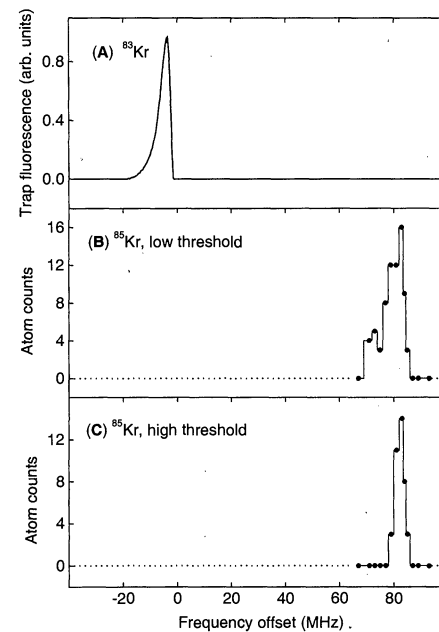 Trap fluorescence (arb. units)
(A) ⁸³Kr
0.8
0.4
0.0
Atom counts
(B) ⁸⁵Kr, low threshold
16
12
8
4
0
Atom counts
(C) ⁸⁵Kr, high threshold
12
8
4
0
-20 0 20 40 60 80
Frequency offset (MHz)